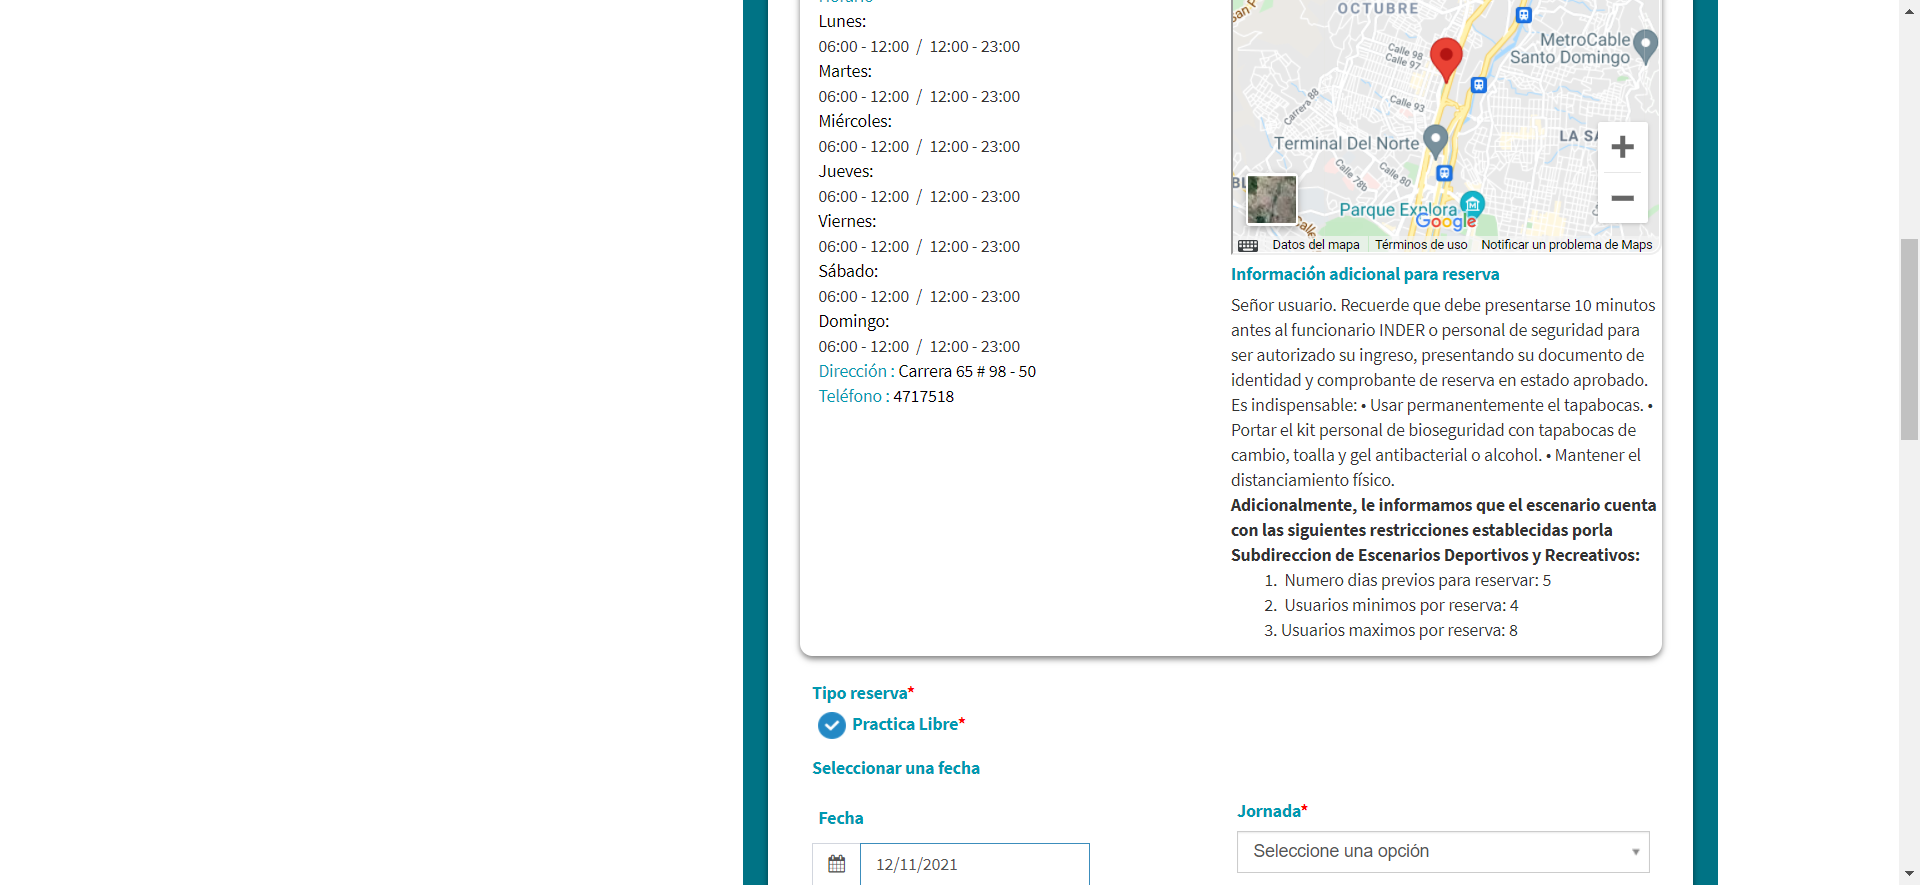 Horario
Lunes:
06:00 - 12:00 / 12:00 - 23:00
Martes:
06:00 - 12:00 / 12:00 - 23:00
Miércoles:
06:00 - 12:00 / 12:00 - 23:00
Jueves:
06:00 - 12:00 / 12:00 - 23:00
Viernes:
06:00 - 12:00 / 12:00 - 23:00
Sábado:
06:00 - 12:00 / 12:00 - 23:00
Domingo:
06:00 - 12:00 / 12:00 - 23:00
Dirección : Carrera 65 # 98 - 50
Teléfono : 4717518
OCTUBRE
MetroCable
Santo Domingo
Calle 98
Calle 97
Carrera 88
Calle 93
Terminal Del Norte
LA SA
Calle 78b
Calle 80
BL
Parque Explora
Calle
Google
Datos del mapa
Términos de uso
Notificar un problema de Maps
Información adicional para reserva
Señor usuario. Recuerde que debe presentarse 10 minutos
antes al funcionario INDER o personal de seguridad para
ser autorizado su ingreso, presentando su documento de
identidad y comprobante de reserva en estado aprobado.
Es indispensable: • Usar permanentemente el tapabocas. •
Portar el kit personal de bioseguridad con tapabocas de
cambio, toalla y gel antibacterial o alcohol. • Mantener el
distanciamiento físico.
Adicionalmente, le informamos que el escenario cuenta
con las siguientes restricciones establecidas porla
Subdireccion de Escenarios Deportivos y Recreativos:
1. Numero dias previos para reservar: 5
2. Usuarios minimos por reserva: 4
3. Usuarios maximos por reserva: 8
Tipo reserva*
Practica Libre*
Seleccionar una fecha
Fecha
12/11/2021
Jornada*
Seleccione una opción